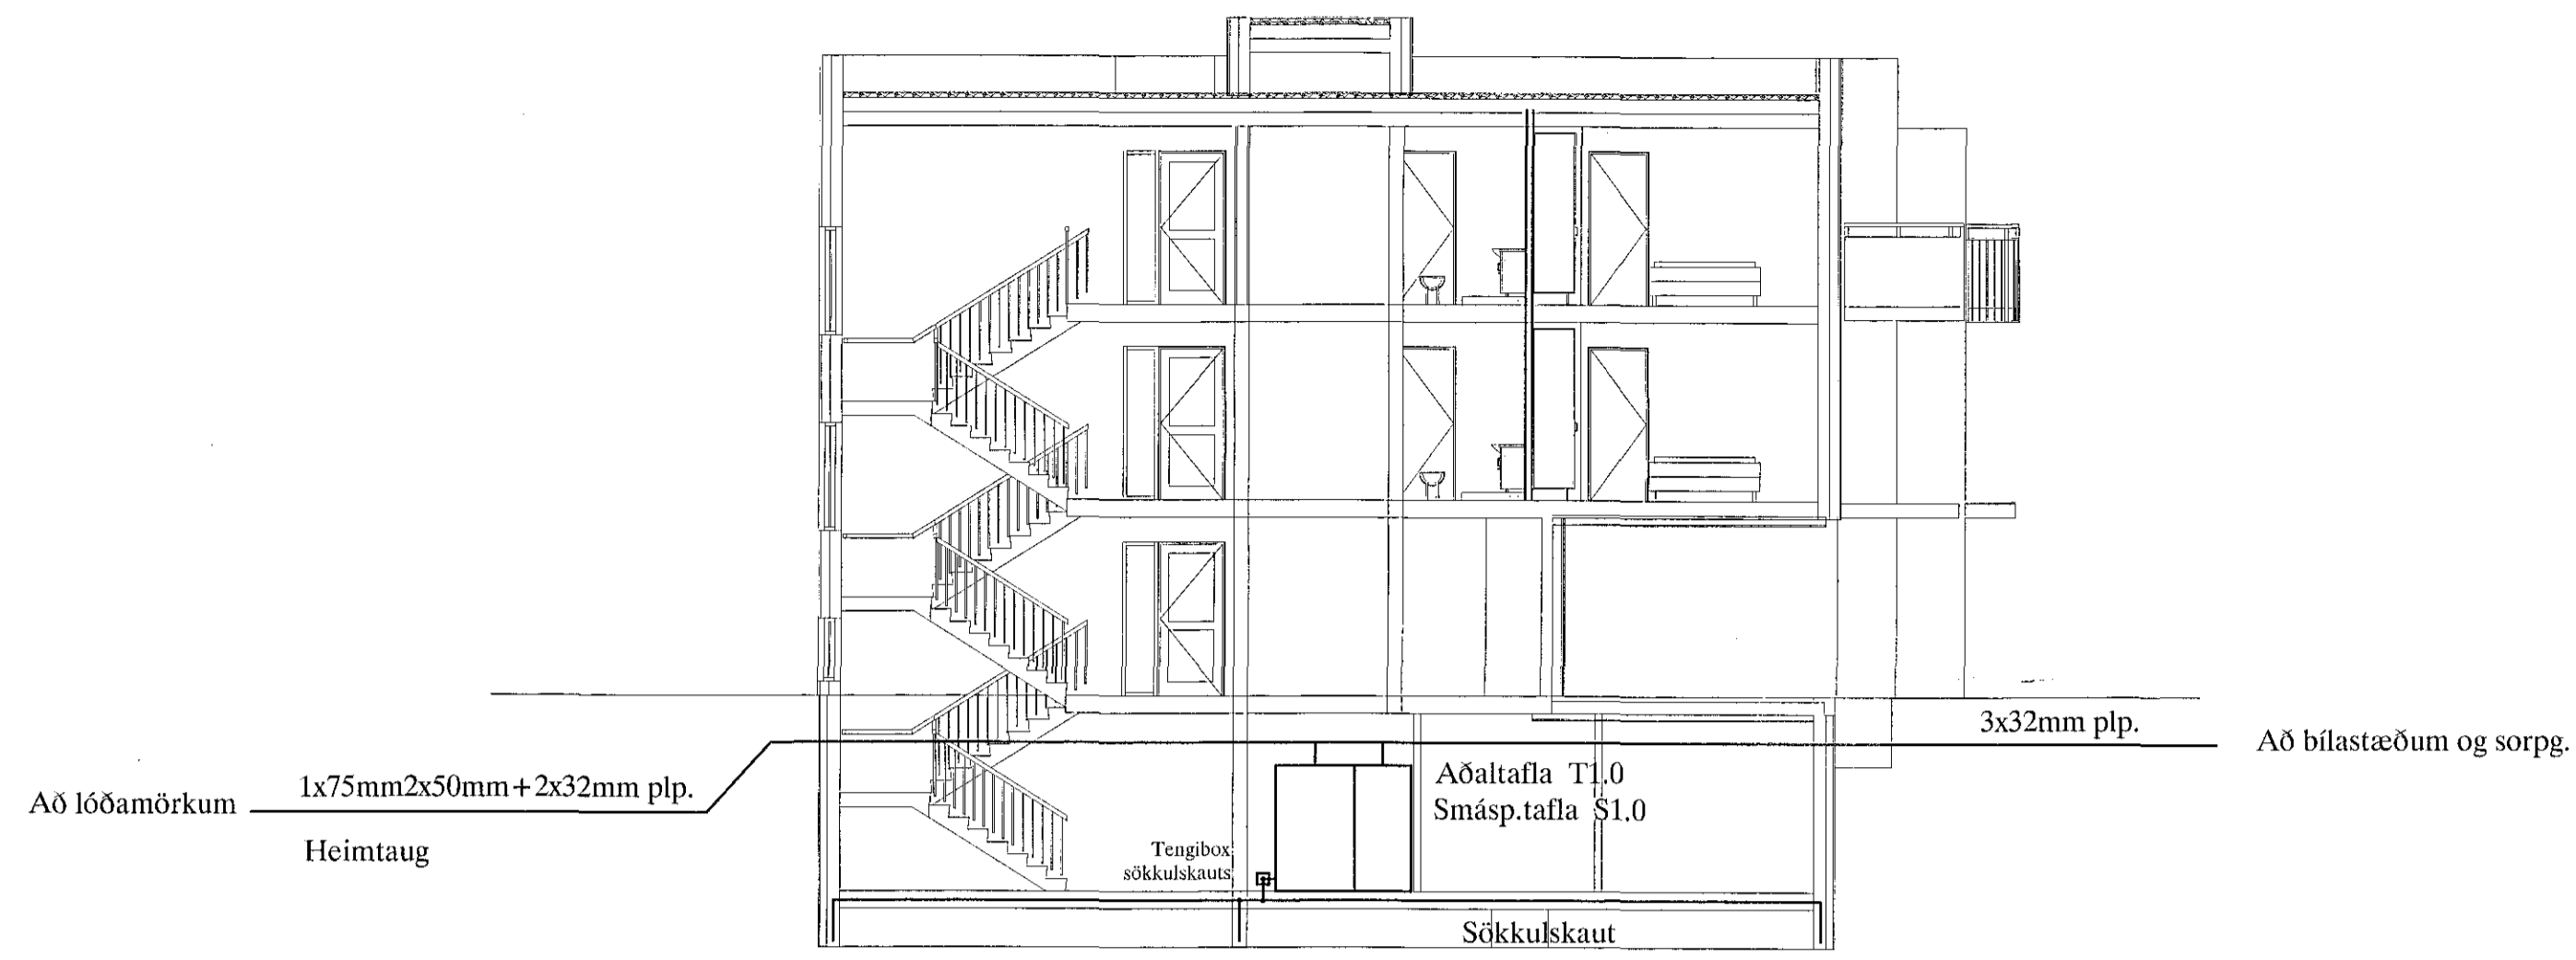 3x32mm plp.
Að bílastæðum og sorpg.
1x75mm2x50mm+2x32mm plp.
Að lóðamörkum
Heimtaug
Aðaltafla T1.0
Smásp.tafla S1.0
Tengibox
sökkulskauts
Sökkulskaut